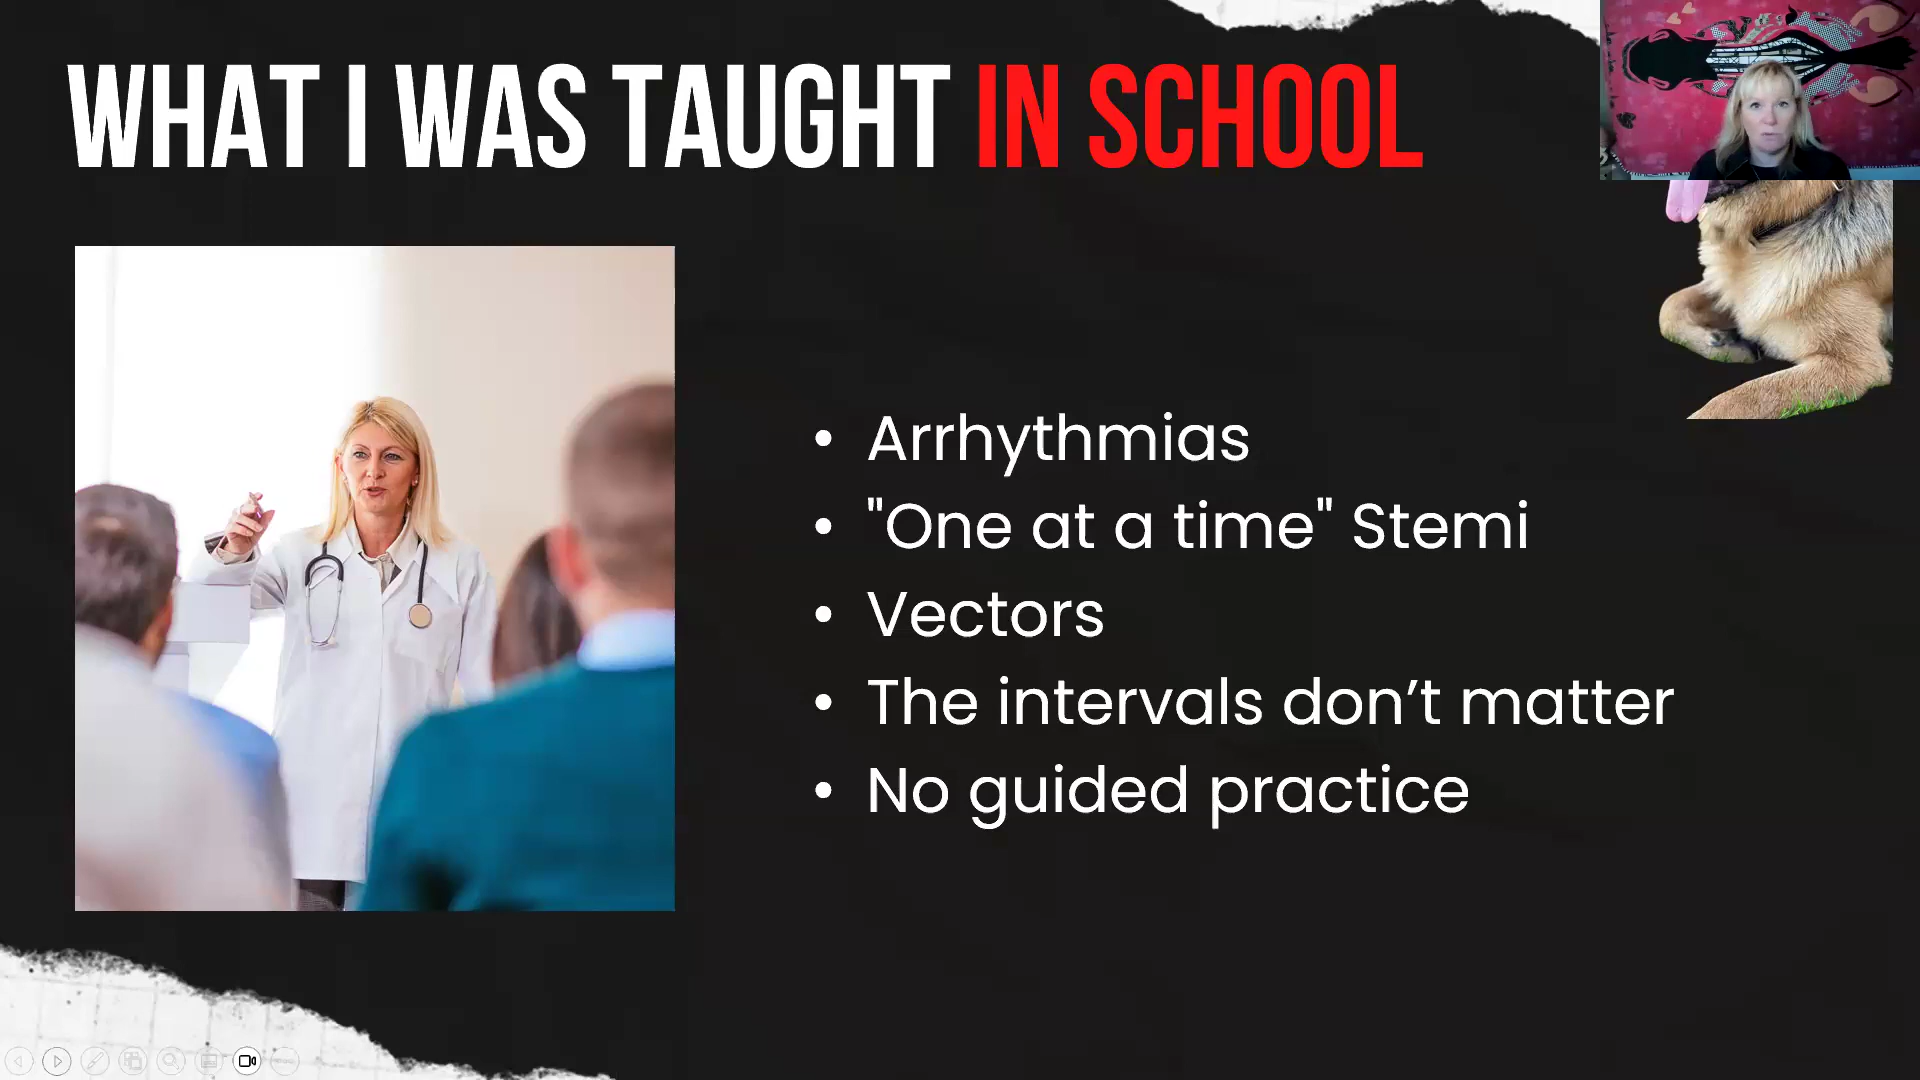 WHAT I WAS TAUGHT IN SCHOOL
• Arrhythmias
• "One at a time" Stemi
• Vectors
• The intervals don’t matter
• No guided practice